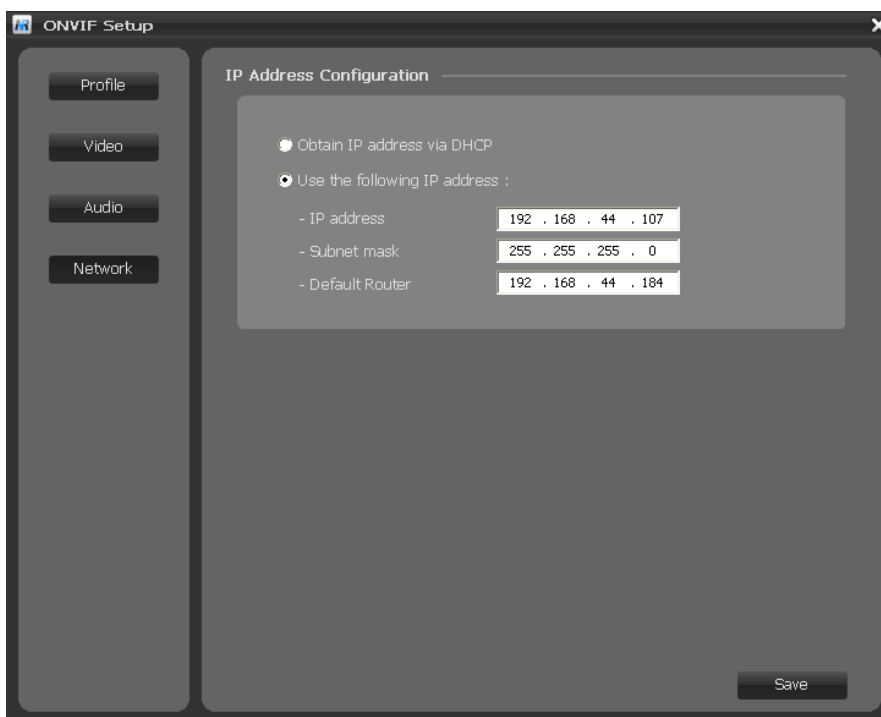 ONVIF Setup
Profile
Video
Audio
Network
IP Address Configuration
Obtain IP address via DHCP
Use the following IP address :
- IP address 192 . 168 . 44 . 107
- Subnet mask 255 . 255 . 255 . 0
- Default Router 192 . 168 . 44 . 184
Save